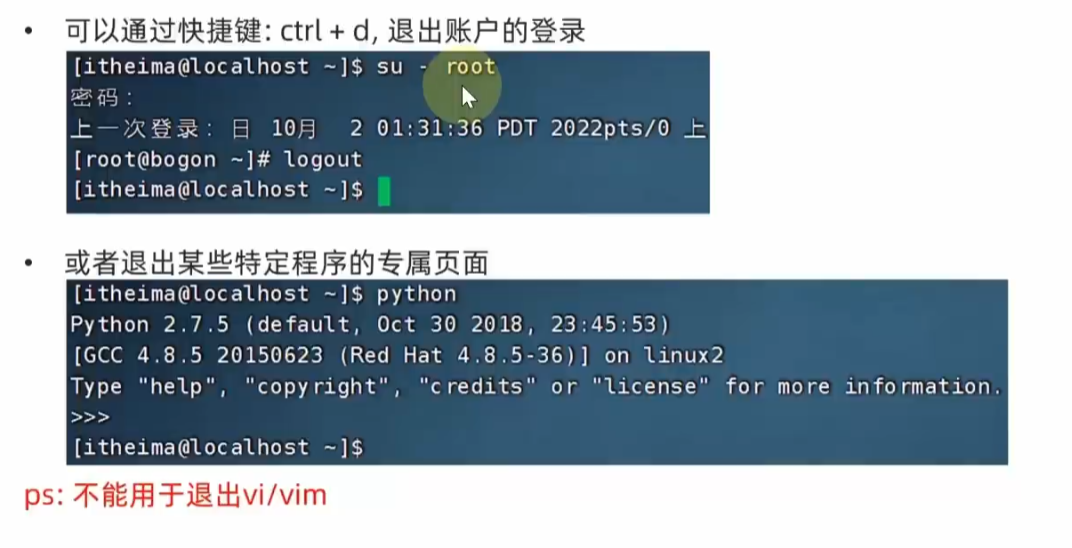 • 可以通过快捷键: ctrl + d, 退出账户的登录
[itheima@localhost ~]$ su - root
密码：
上一次登录：日 10月  2 01:31:36 PDT 2022pts/0 上
[root@bogon ~]# logout
[itheima@localhost ~]$
• 或者退出某些特定程序的专属页面
[itheima@localhost ~]$ python
Python 2.7.5 (default, Oct 30 2018, 23:45:53)
[GCC 4.8.5 20150623 (Red Hat 4.8.5-36)] on linux2
Type "help", "copyright", "credits" or "license" for more information.
>>>
[itheima@localhost ~]$
ps: 不能用于退出vi/vim